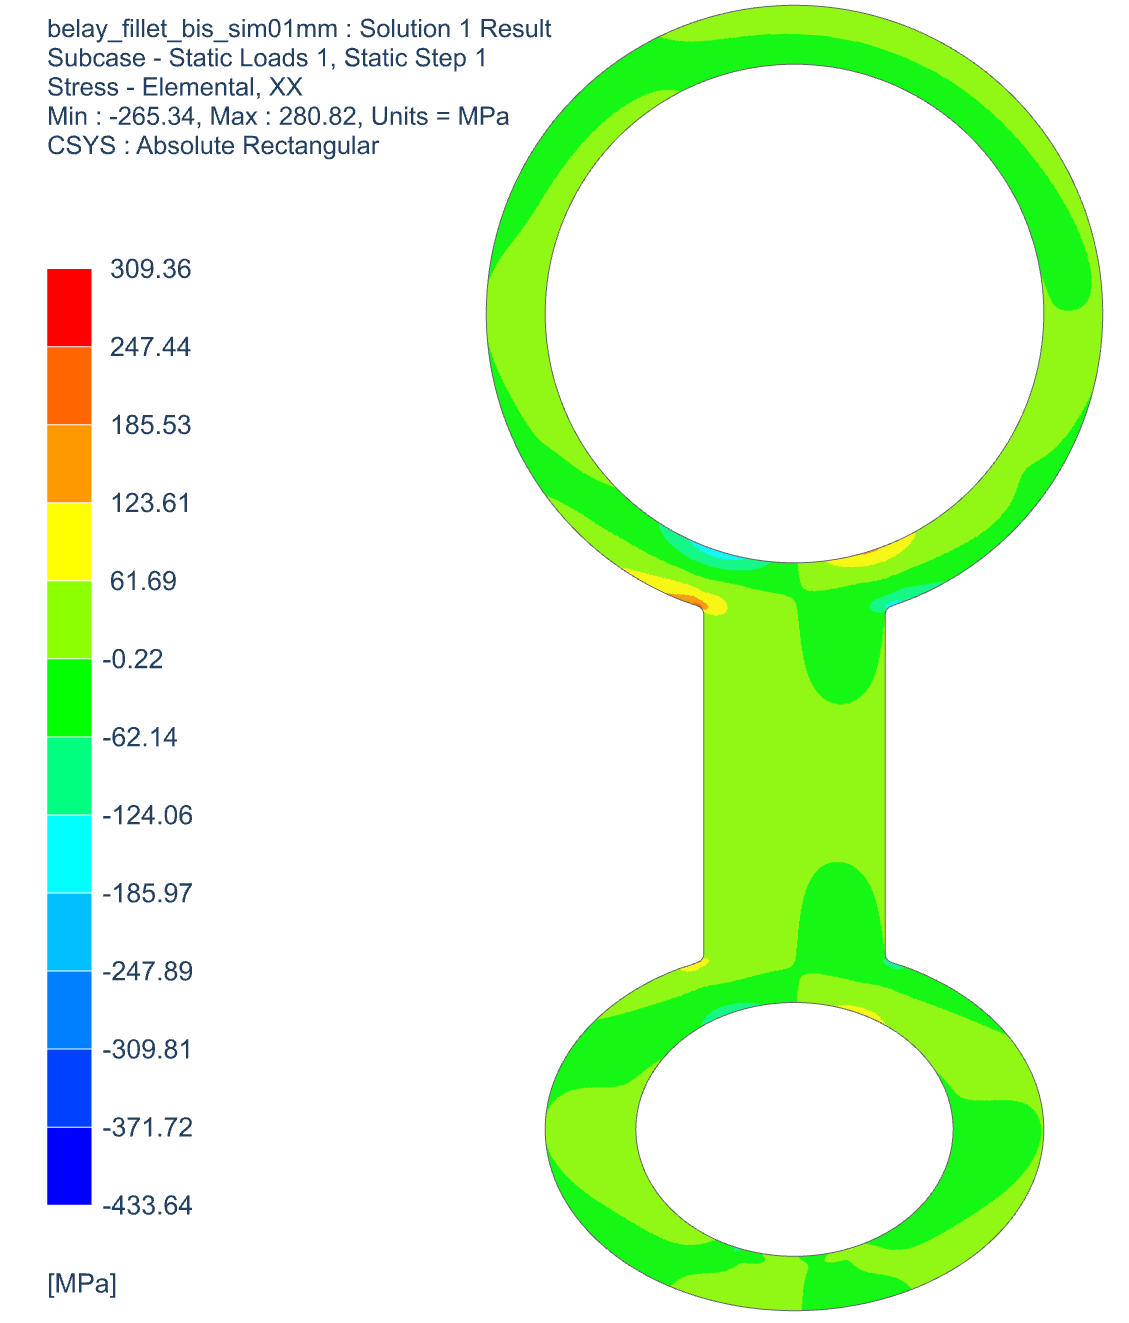 belay_fillet_bis_sim01mm : Solution 1 Result
Subcase - Static Loads 1, Static Step 1
Stress - Elemental, XX
Min : -265.34, Max : 280.82, Units = MPa
CSYS : Absolute Rectangular
309.36
247.44
185.53
123.61
61.69
-0.22
-62.14
-124.06
-185.97
-247.89
-309.81
-371.72
-433.64
[MPa]